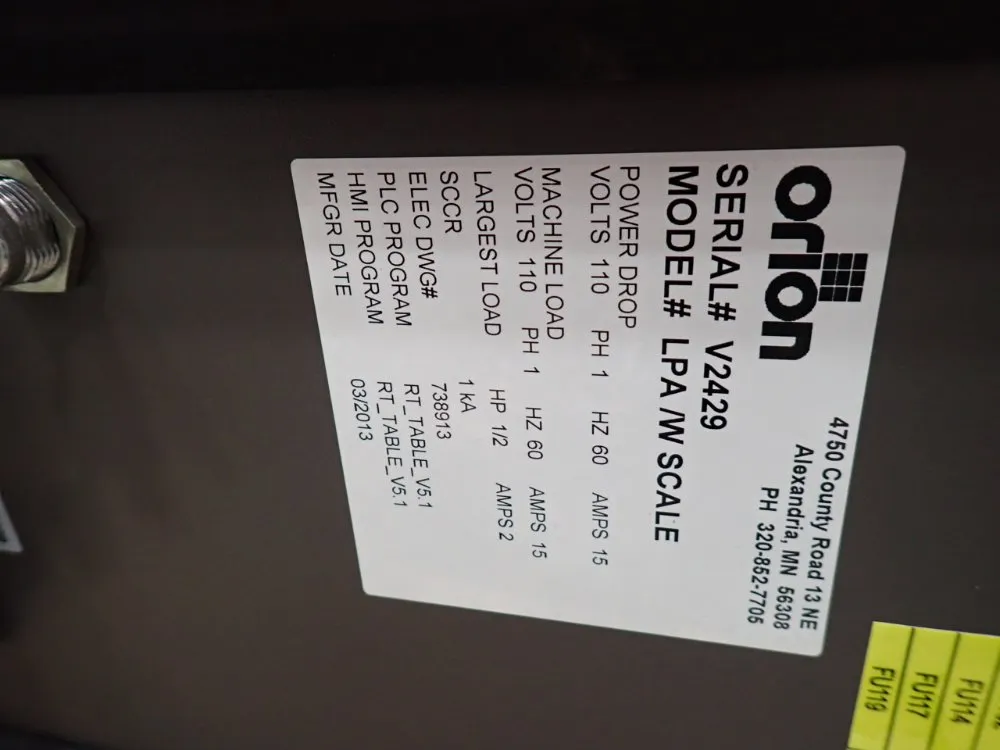 orion
4750 County Road 13 NE
Alexandria, MN 56308
PH 320-852-7705
SERIAL# V2429
MODEL# LPA /W SCALE
POWER DROP
VOLTS 110 PH 1 HZ 60 AMPS 15
MACHINE LOAD
VOLTS 110 PH 1 HZ 60 AMPS 15
LARGEST LOAD HP 1/2 AMPS 2
SCCR 1 kA
ELEC DWG# 738913
PLC PROGRAM RT_TABLE_V5.1
HMI PROGRAM RT_TABLE_V5.1
MFGR DATE 03/2013
FU114
FU117
FU119